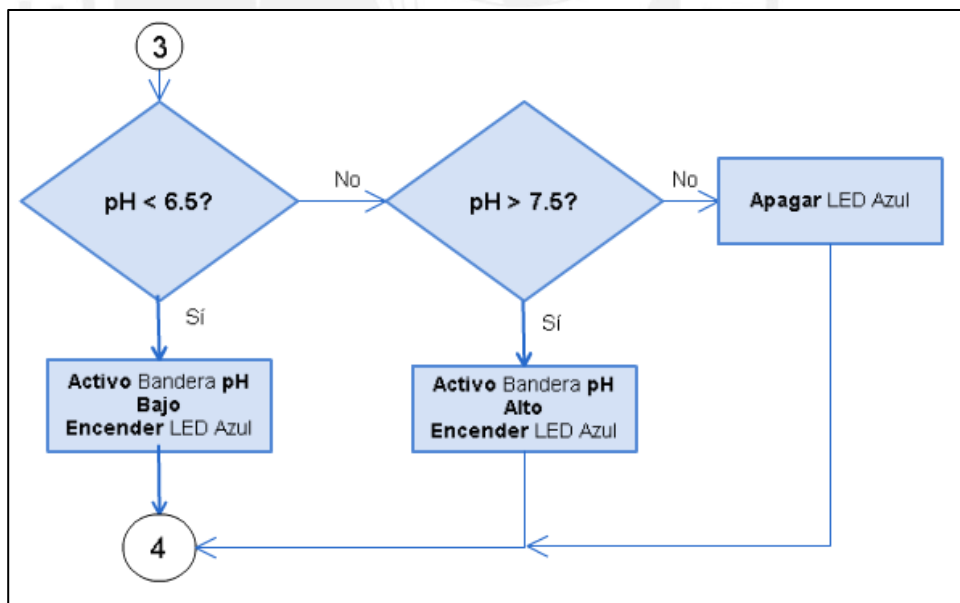 3
pH < 6.5?
No
pH > 7.5?
No
Apagar LED Azul
Sí
Sí
Activo Bandera pH
Bajo
Encender LED Azul
Activo Bandera pH
Alto
Encender LED Azul
4